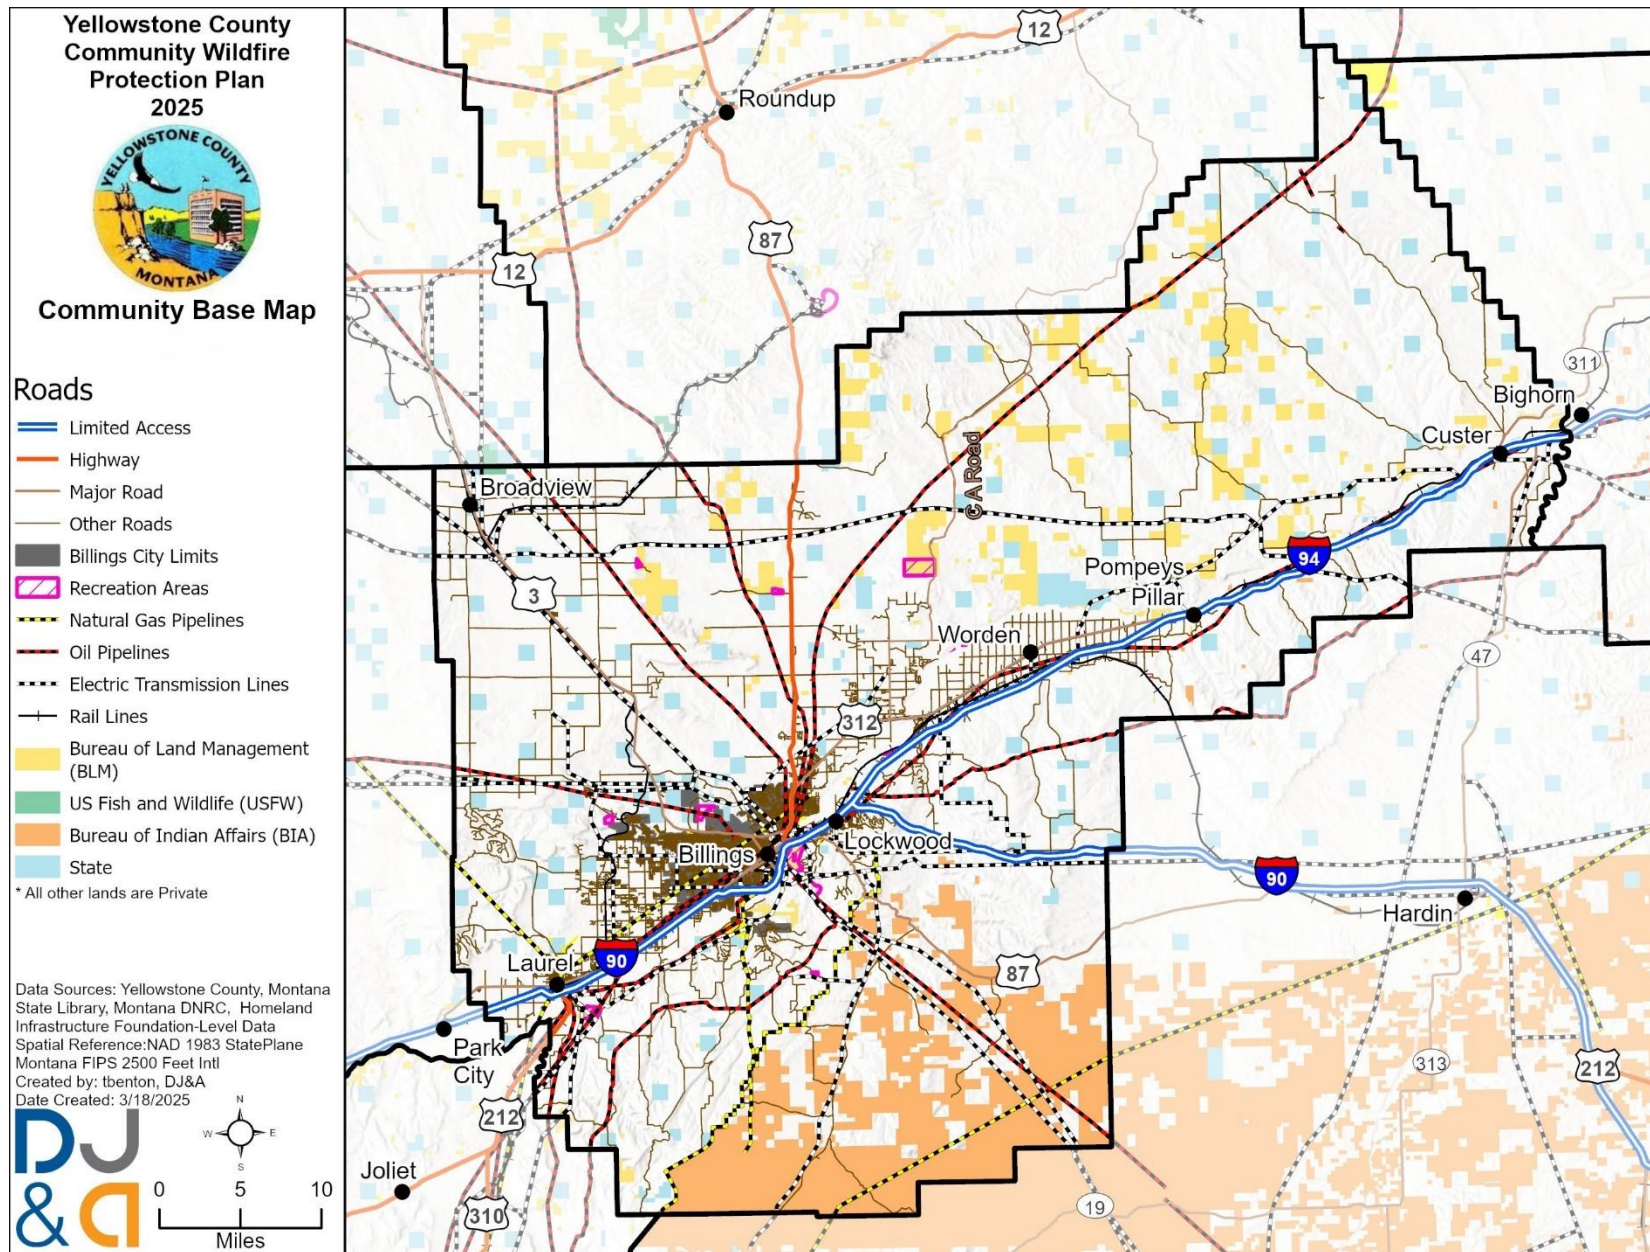 Yellowstone County
Community Wildfire
Protection Plan
2025
YELLOWSTONE COUNTY
MONTANA
Community Base Map
Roads
Limited Access
Highway
Major Road
Other Roads
Billings City Limits
Recreation Areas
Natural Gas Pipelines
Oil Pipelines
Electric Transmission Lines
Rail Lines
Bureau of Land Management
(BLM)
US Fish and Wildlife (USFW)
Bureau of Indian Affairs (BIA)
State
* All other lands are Private
Data Sources: Yellowstone County, Montana
State Library, Montana DNRC, Homeland
Infrastructure Foundation-Level Data
Spatial Reference:NAD 1983 StatePlane
Montana FIPS 2500 Feet Intl
Created by: tbenton, DJ&A
Date Created: 3/18/2025
DJ
&A
N
W E
S
0 5 10
Miles
12
Roundup
87
12
311
Bighorn
Custer
C A Road
Broadview
94
Pompeys
Pillar
3
Worden
47
312
Lockwood
Billings
90
Hardin
Laurel
90
87
Park
City
313
212
212
Joliet
19
310